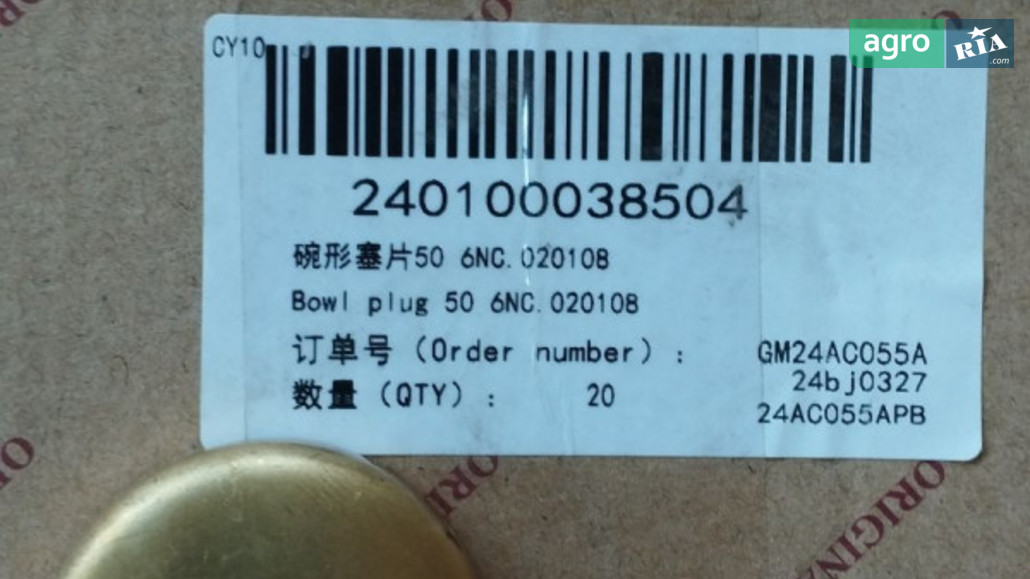 agro RIA.com
CY10
240100038504
碗形塞片50 6NC.020108
Bowl plug 50 6NC.020108
订单号（Order number）： GM24AC055A
24bj0327
数量（QTY）： 20
24AC055APB
ORIGINA